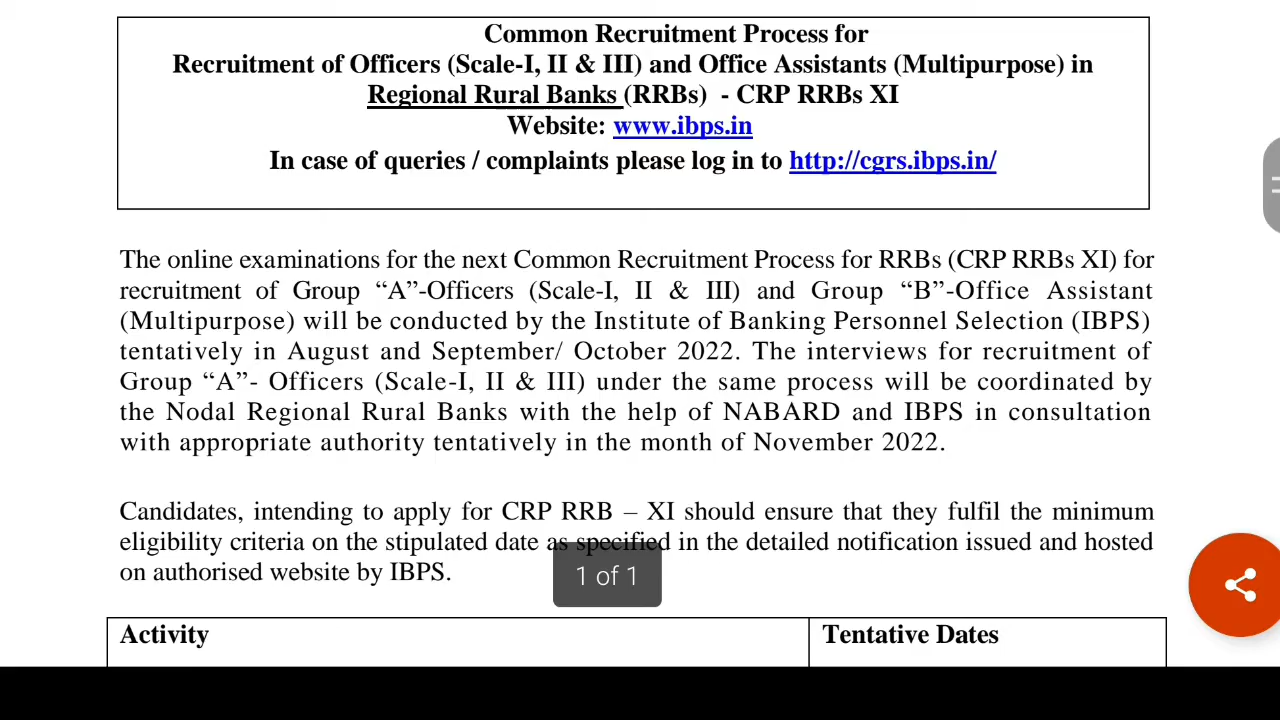 Common Recruitment Process for
Recruitment of Officers (Scale-I, II & III) and Office Assistants (Multipurpose) in
Regional Rural Banks (RRBs) - CRP RRBs XI
Website: www.ibps.in
In case of queries / complaints please log in to http://cgrs.ibps.in/
The online examinations for the next Common Recruitment Process for RRBs (CRP RRBs XI) for
recruitment of Group “A”-Officers (Scale-I, II & III) and Group “B”-Office Assistant
(Multipurpose) will be conducted by the Institute of Banking Personnel Selection (IBPS)
tentatively in August and September/ October 2022. The interviews for recruitment of
Group “A”- Officers (Scale-I, II & III) under the same process will be coordinated by
the Nodal Regional Rural Banks with the help of NABARD and IBPS in consultation
with appropriate authority tentatively in the month of November 2022.
Candidates, intending to apply for CRP RRB – XI should ensure that they fulfil the minimum
eligibility criteria on the stipulated date as specified in the detailed notification issued and hosted
on authorised website by IBPS.
1 of 1
Activity Tentative Dates